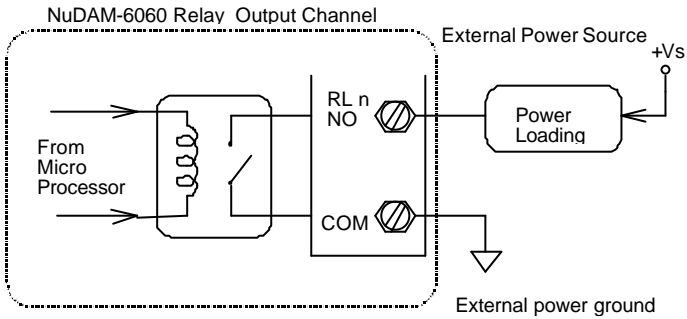 NuDAM-6060 Relay Output Channel
External Power Source
+Vs
RL n
NO
Power
Loading
From
Micro
Processor
COM
External power ground